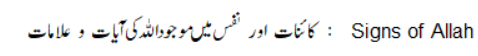 Signs of Allah : کائنات اور نفس میں موجود اللہ کی آیات و علامات